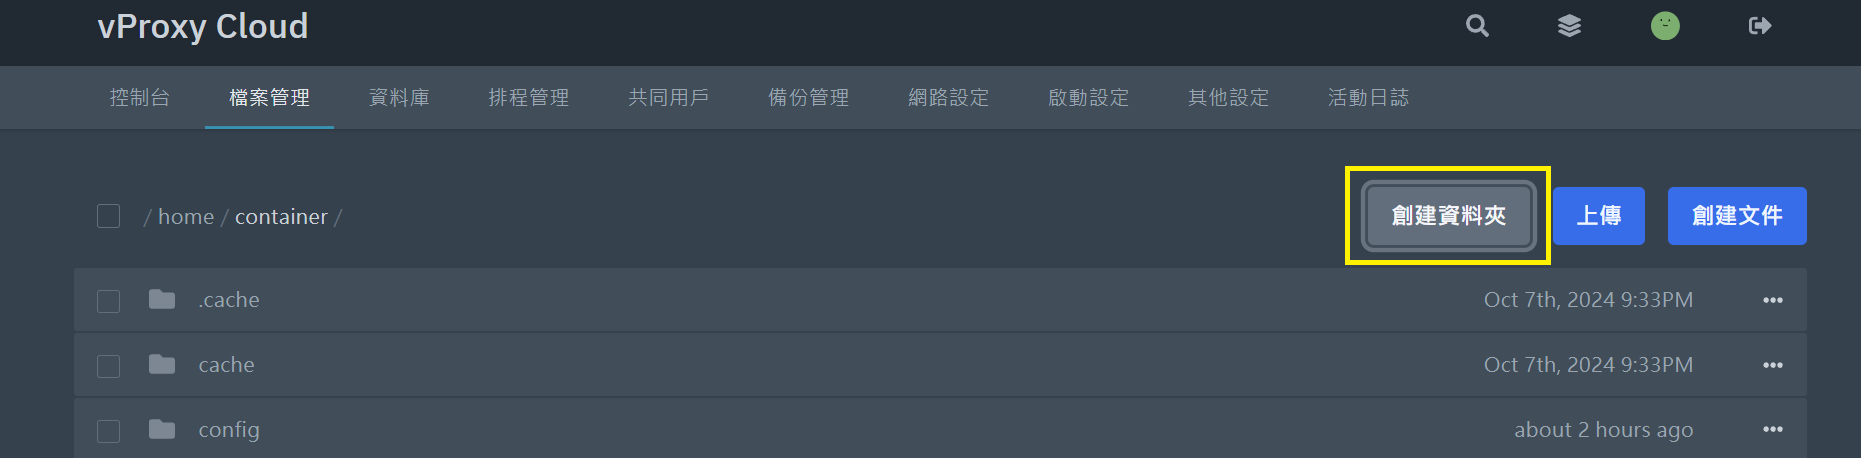 vProxy Cloud
控制台 檔案管理 資料庫 排程管理 共同用戶 備份管理 網路設定 啟動設定 其他設定 活動日誌
/ home / container /
創建資料夾 上傳 創建文件
.cache Oct 7th, 2024 9:33PM
cache Oct 7th, 2024 9:33PM
config about 2 hours ago